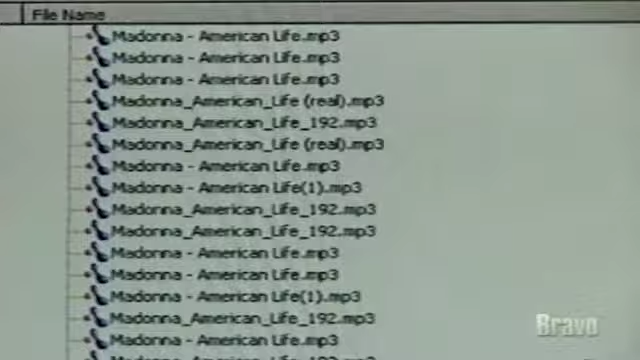 File Name
Madonna - American Life.mp3
Madonna - American Life.mp3
Madonna - American Life.mp3
Madonna_American_Life (real).mp3
Madonna_American_Life_192.mp3
Madonna_American_Life (real).mp3
Madonna - American Life.mp3
Madonna - American Life(1).mp3
Madonna_American_Life_192.mp3
Madonna_American_Life_192.mp3
Madonna - American Life.mp3
Madonna - American Life.mp3
Madonna - American Life(1).mp3
Madonna_American_Life_192.mp3
Madonna - American Life.mp3
Bravo